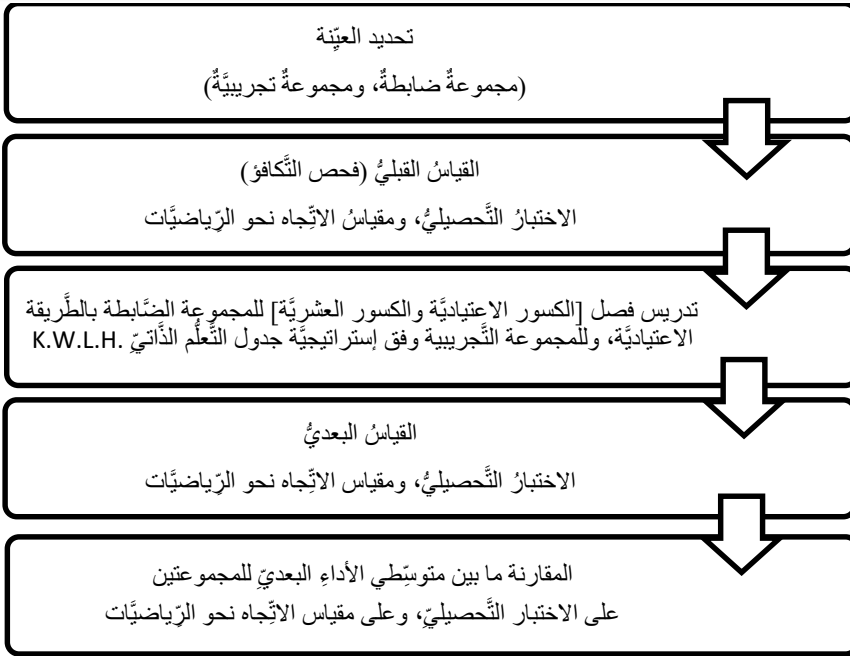 تحديد العيِّنة
(مجموعةٌ ضابطةٌ، ومجموعةٌ تجريبيَّةٌ)
القياسُ القبليُّ (فحص التَّكافؤ)
الاختبارُ التَّحصيليُّ، ومقياسُ الاتِّجاه نحو الرِّياضيَّات
تدريس فصل [الكسور الاعتياديَّة والكسور العشريَّة] للمجموعة الضَّابطة بالطَّريقة
الاعتياديَّة، وللمجموعة التَّجريبية وفق إستراتيجيَّة جدول التَّعلُّم الذَّاتيِّ .K.W.L.H
القياسُ البعديُّ
الاختبارُ التَّحصيليُّ، ومقياس الاتِّجاه نحو الرِّياضيَّات
المقارنة ما بين متوسِّطي الأداءِ البعديِّ للمجموعتين
على الاختبار التَّحصيليِّ، وعلى مقياس الاتِّجاه نحو الرِّياضيَّات